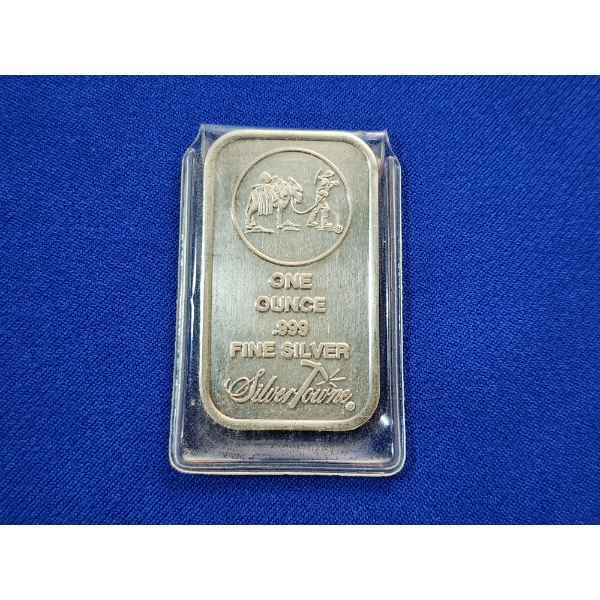 ONE
OUNCE
.999
FINE SILVER
SilverTowne®